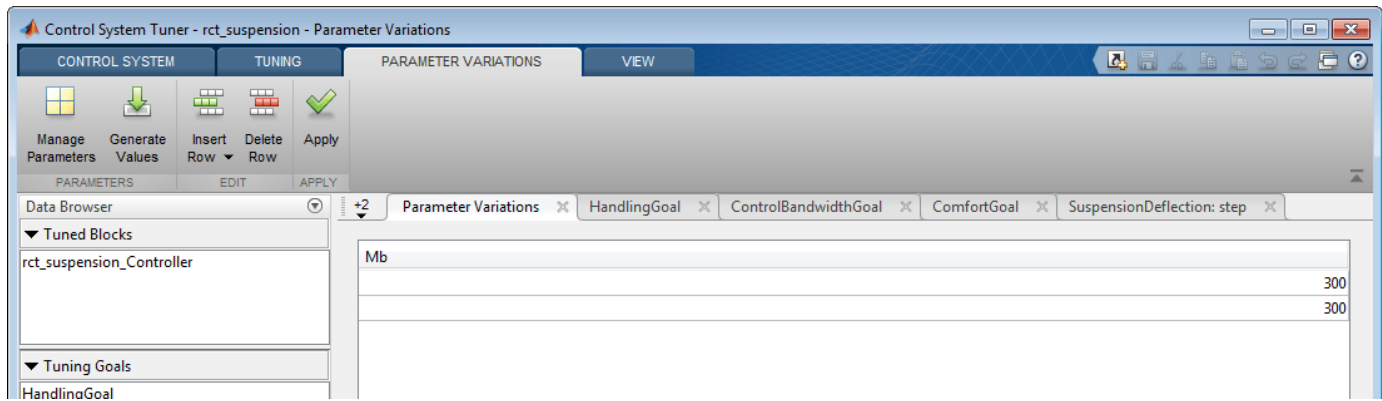 Control System Tuner - rct_suspension - Parameter Variations
CONTROL SYSTEM TUNING PARAMETER VARIATIONS VIEW
Manage Parameters
Generate Values
Insert Row
Delete Row
Apply
PARAMETERS EDIT APPLY
Data Browser
+2 Parameter Variations HandlingGoal ControlBandwidthGoal ComfortGoal SuspensionDeflection: step
Tuned Blocks
rct_suspension_Controller
Mb
300
300
Tuning Goals
HandlingGoal